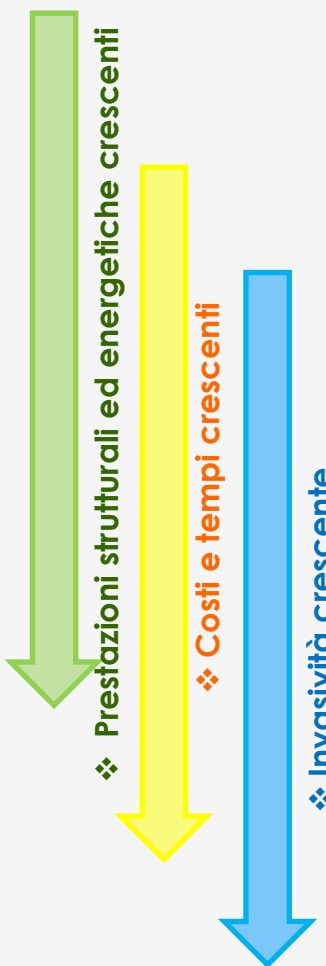 ❖ Prestazioni strutturali ed energetiche crescenti
❖ Costi e tempi crescenti
❖ Invasività crescente